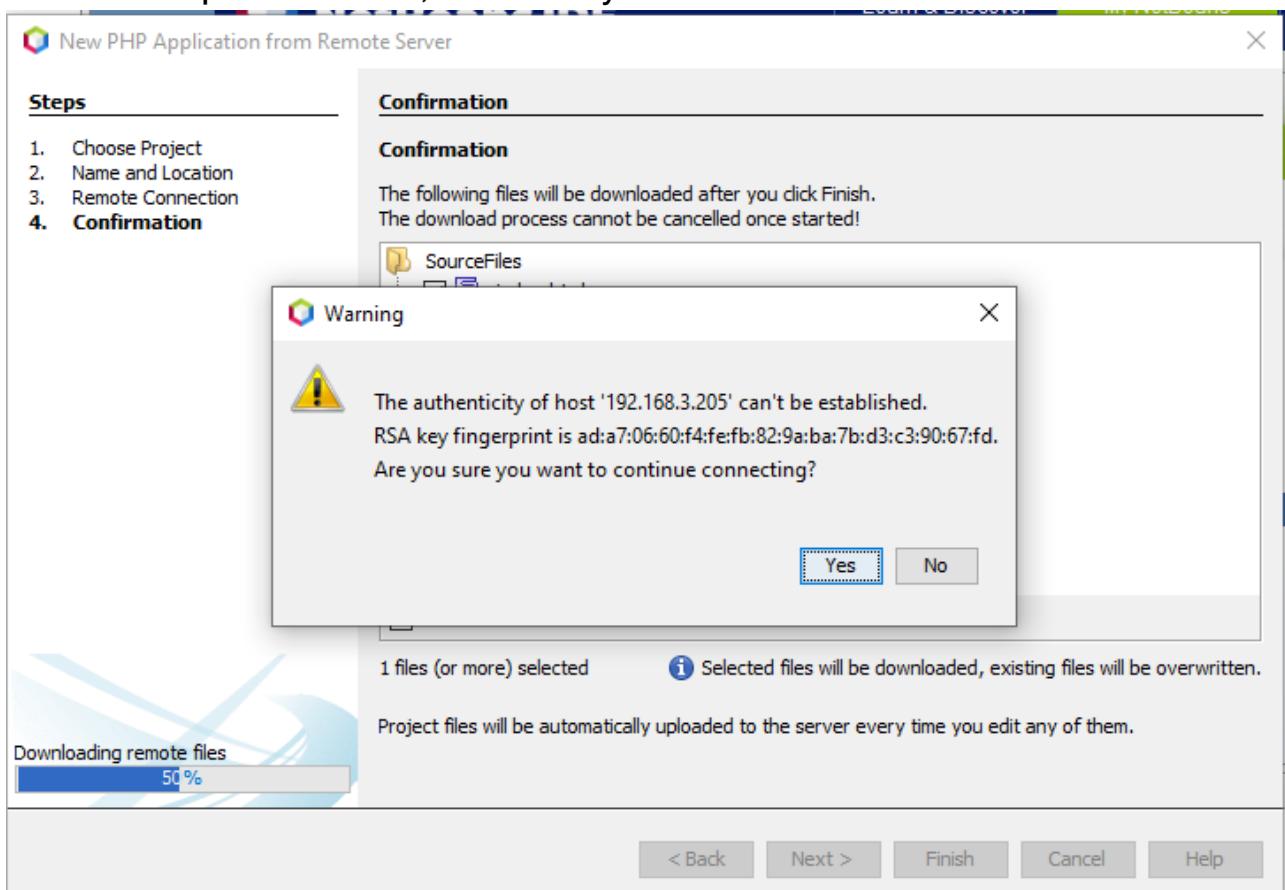 New PHP Application from Remote Server
Steps
1. Choose Project
2. Name and Location
3. Remote Connection
4. Confirmation
Confirmation
Confirmation
The following files will be downloaded after you click Finish.
The download process cannot be cancelled once started!
SourceFiles
Warning
The authenticity of host '192.168.3.205' can't be established.
RSA key fingerprint is ad:a7:06:60:f4:fe:fb:82:9a:ba:7b:d3:c3:90:67:fd.
Are you sure you want to continue connecting?
Yes No
1 files (or more) selected
Selected files will be downloaded, existing files will be overwritten.
Project files will be automatically uploaded to the server every time you edit any of them.
Downloading remote files
50%
< Back Next > Finish Cancel Help